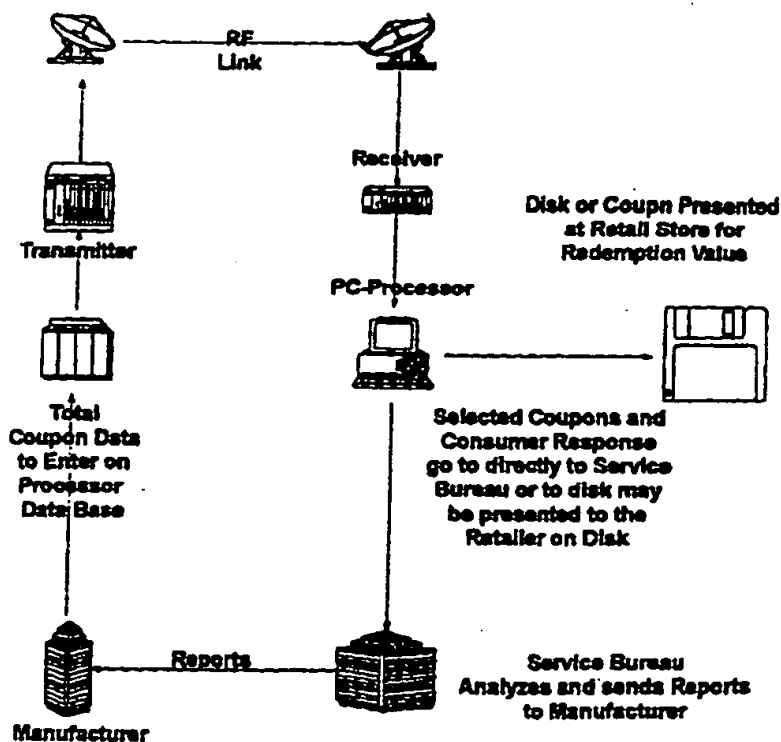 RF
Link
Receiver
Disk or Coupn Presented
at Retail Store for
Redemption Value
Transmitter
PC-Processor
Total
Coupon Data
to Enter on
Processor
Data Base
Selected Coupons and
Consumer Response
go to directly to Service
Bureau or to disk may
be presented to the
Retailer on Disk
Reports
Service Bureau
Analyzes and sends Reports
to Manufacturer
Manufacturer